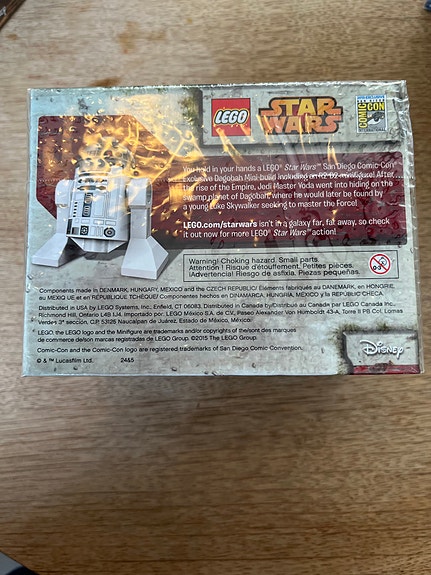 LEGO
STAR
WARS
SAN DIEGO
COMIC CON
INTERNATIONAL
You hold in your hands a LEGO® Star Wars™ San Diego Comic-Con®
Exclusive Dagobah Mini-build including an R2-D2 minifigure! After
the rise of the Empire, Jedi Master Yoda went into hiding on the
swamp planet of Dagobah, where he would later be found by
a young Luke Skywalker seeking to master the Force!
LEGO.com/starwars isn't in a galaxy far, far away, so check
it out now for more LEGO® Star Wars™ action!
Warning! Choking hazard. Small parts.
Attention ! Risque d'étouffement. Petites pièces.
¡Advertencia! Riesgo de asfixia. Piezas pequeñas.
Components made in DENMARK, HUNGARY, MEXICO and the CZECH REPUBLIC/ Éléments fabriqués au DANEMARK, en HONGRIE,
au MEXIQUE et en RÉPUBLIQUE TCHÈQUE/ Componentes hechos en DINAMARCA, HUNGRÍA, MÉXICO y la REPÚBLICA CHECA.
Distributed in USA by LEGO Systems, Inc., Enfield, CT 06083. Distributed in Canada by/Distribué au Canada par LEGO Canada Inc.,
Richmond Hill, Ontario L4B 1J4. Importado por: LEGO México S.A. de C.V., Paseo Alexander Von Humboldt 43-A, Torre II PB Col. Lomas
Verdes 3ª sección, C.P. 53125 Naucalpan de Juárez, Estado de México, México.
LEGO, the LEGO logo and the Minifigure are trademarks and/or copyrights of the/sont des marques
de commerce de/son marcas registradas de LEGO Group. ©2015 The LEGO Group.
Comic-Con and the Comic-Con logo are registered trademarks of San Diego Comic Convention.
© & ™ Lucasfilm Ltd. 2485
Disney